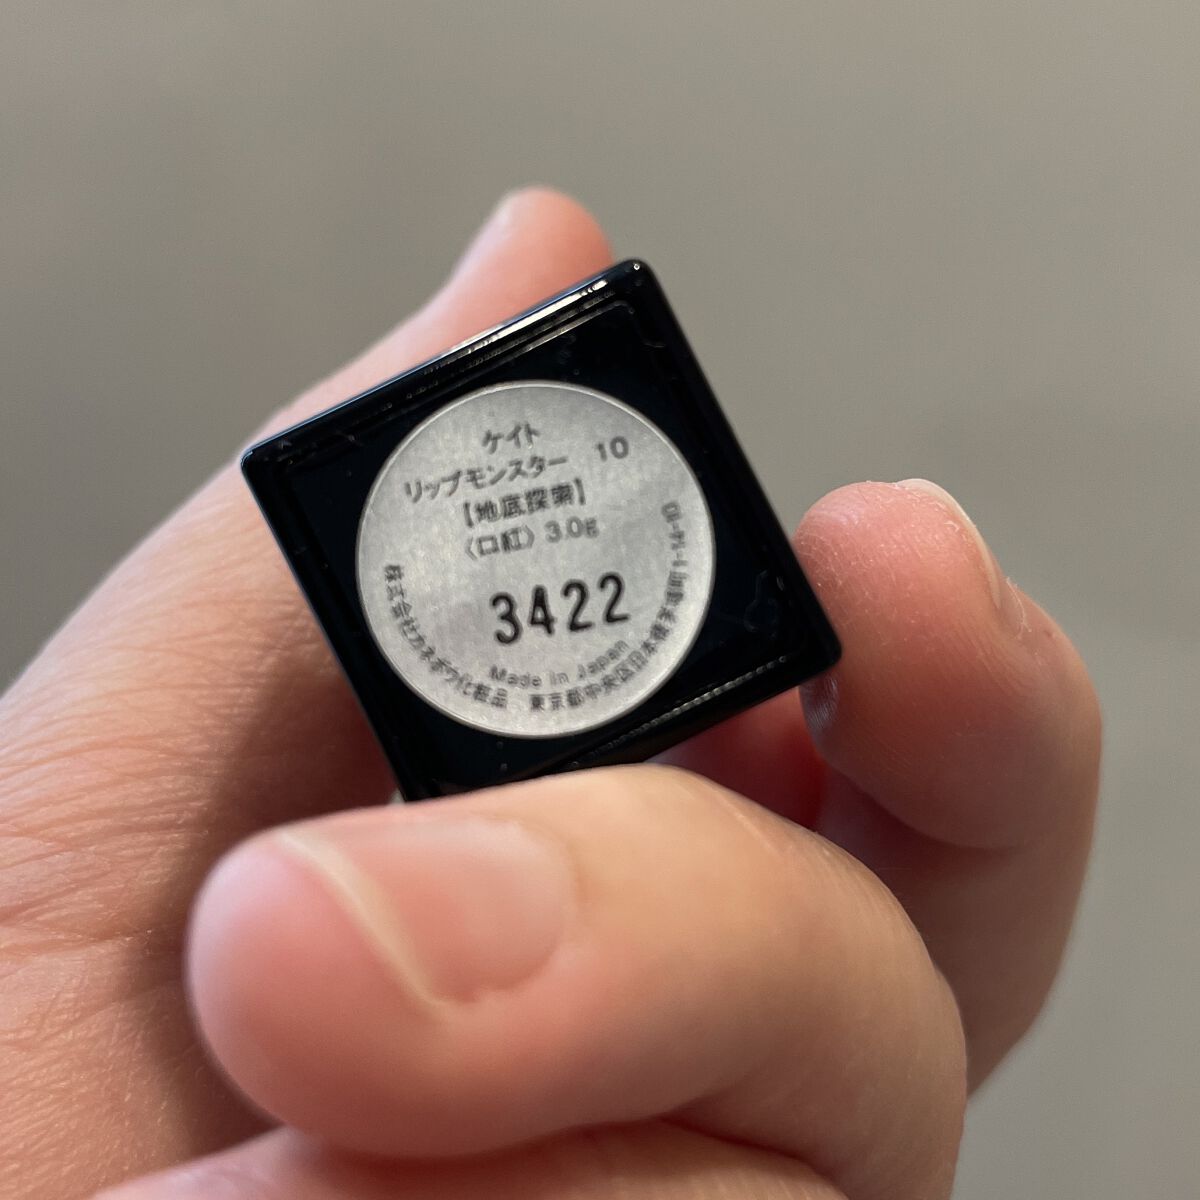 ケイト
リップモンスター 10
【地底探索】
〈口紅〉 3.0g
3422
Made in Japan
株式会社カネボウ化粧品 東京都中央区日本橋茅場町1-14-10